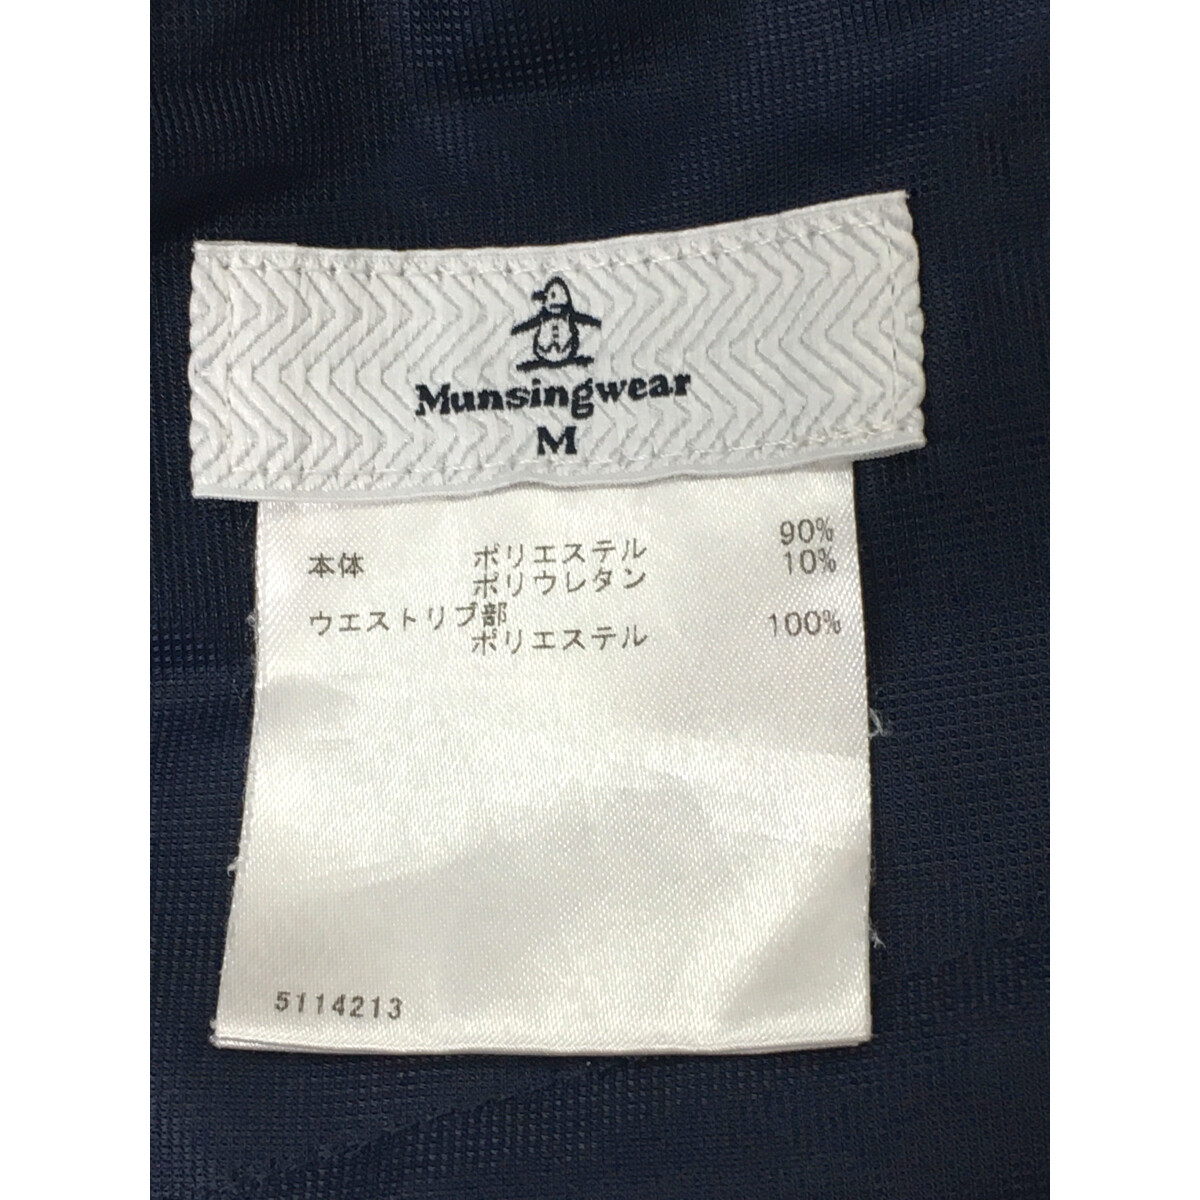 Munsingwear
M
本体 ポリエステル 90%
ポリウレタン 10%
ウエストリブ部
ポリエステル 100%
5114213